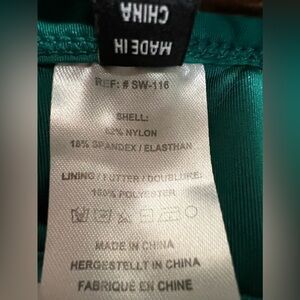 MADE IN
CHINA
REF: # SW-116
SHELL:
82% NYLON
18% SPANDEX / ELASTHAN
LINING / FUTTER / DOUBLURE:
100% POLYESTER
MADE IN CHINA
HERGESTELLT IN CHINA
FABRIQUÉ EN CHINE